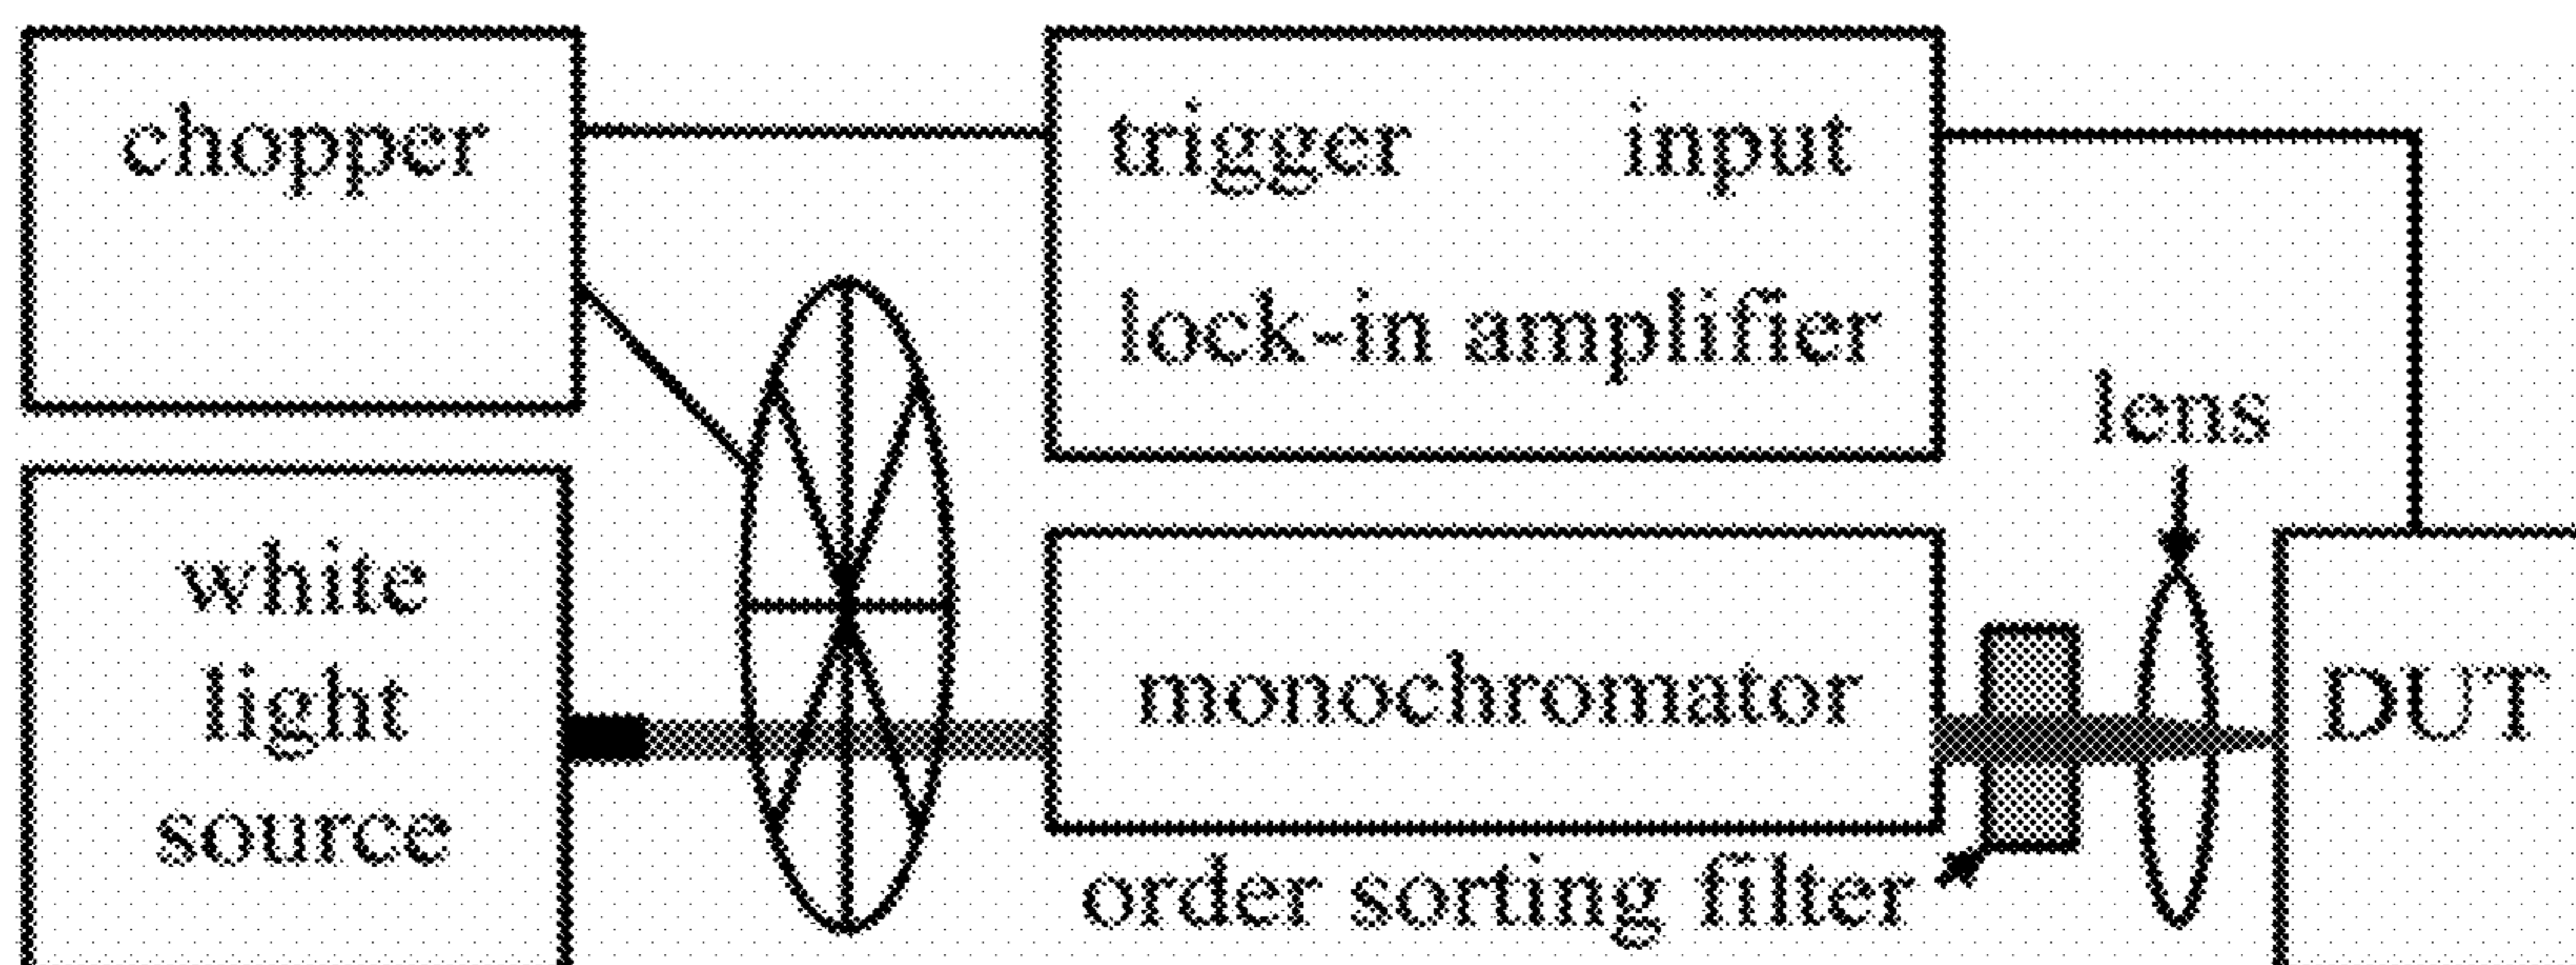 chopper
trigger input
lock-in amplifier
lens
white
light
source
monochromator
DUT
order sorting filter